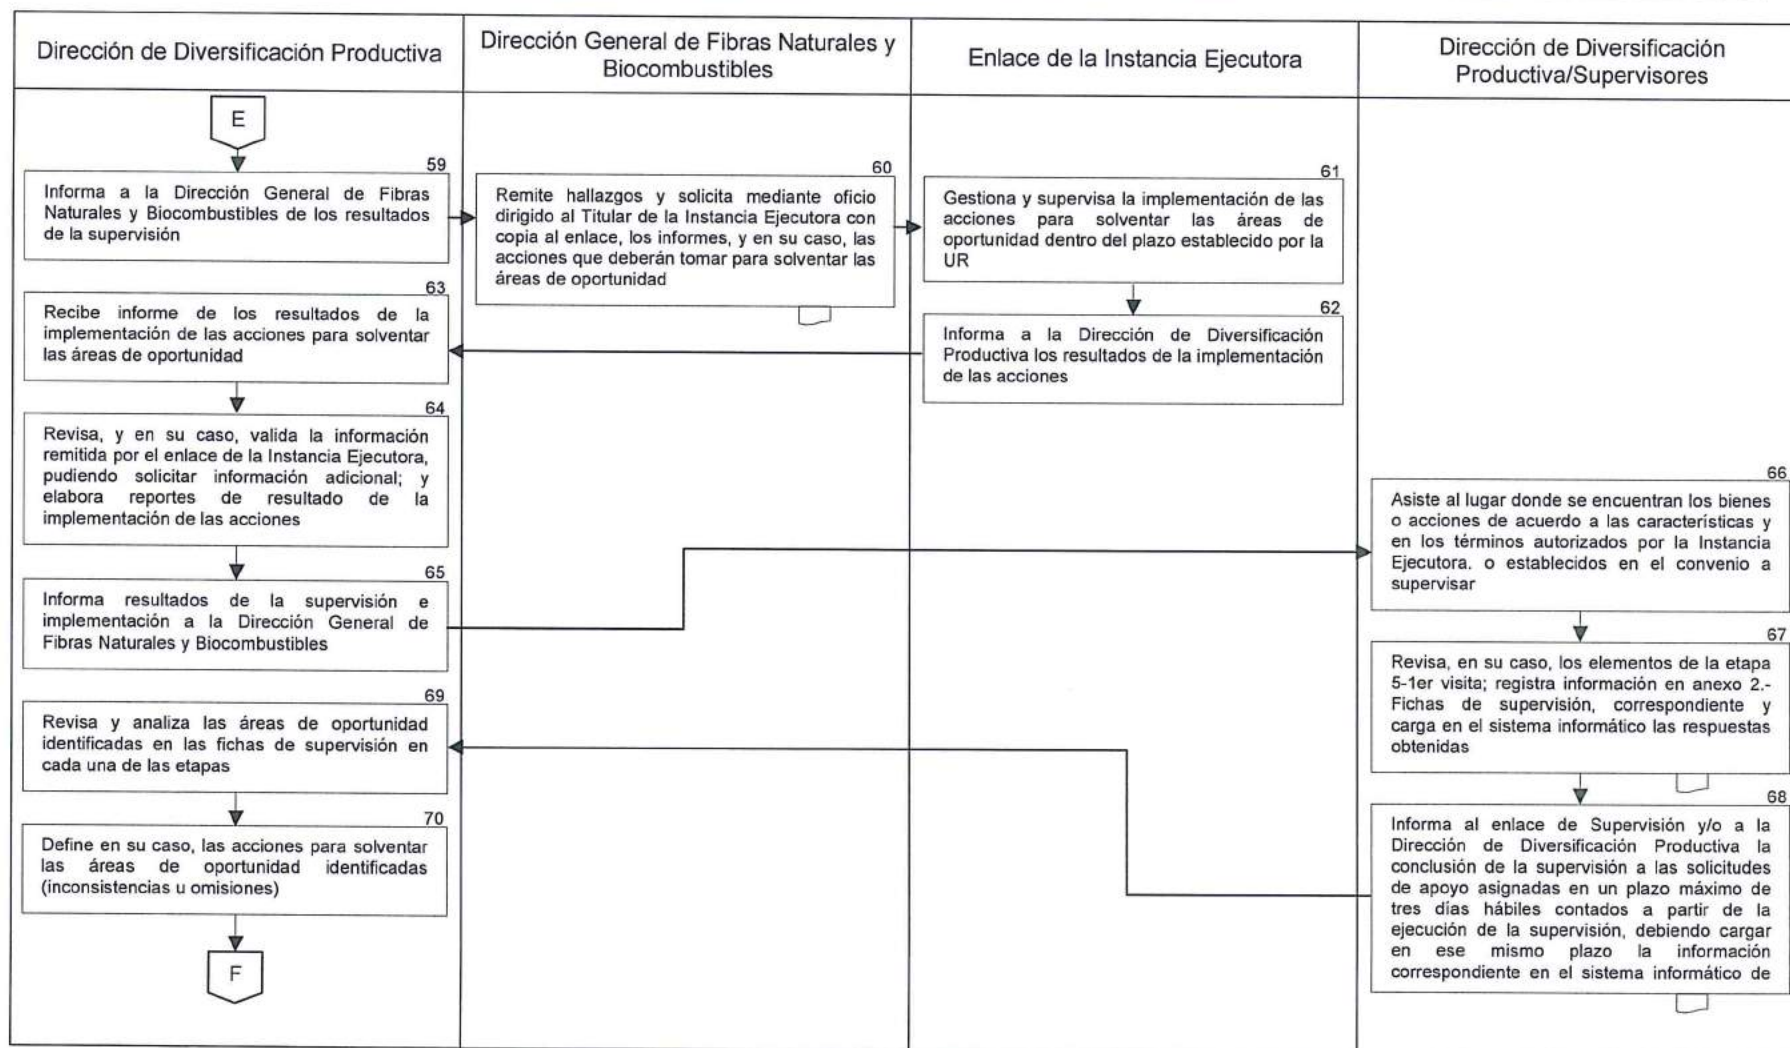 Dirección de Diversificación Productiva
Dirección General de Fibras Naturales y
Biocombustibles
Enlace de la Instancia Ejecutora
Dirección de Diversificación
Productiva/Supervisores
E
59
Informa a la Dirección General de Fibras
Naturales y Biocombustibles de los resultados
de la supervisión
60
Remite hallazgos y solicita mediante oficio
dirigido al Titular de la Instancia Ejecutora con
copia al enlace, los informes, y en su caso, las
acciones que deberán tomar para solventar las
áreas de oportunidad
61
Gestiona y supervisa la implementación de las
acciones para solventar las áreas de
oportunidad dentro del plazo establecido por la
UR
62
Informa a la Dirección de Diversificación
Productiva los resultados de la implementación
de las acciones
63
Recibe informe de los resultados de la
implementación de las acciones para solventar
las áreas de oportunidad
64
Revisa, y en su caso, valida la información
remitida por el enlace de la Instancia Ejecutora,
pudiendo solicitar información adicional; y
elabora reportes de resultado de la
implementación de las acciones
65
Informa resultados de la supervisión e
implementación a la Dirección General de
Fibras Naturales y Biocombustibles
66
Asiste al lugar donde se encuentran los bienes
o acciones de acuerdo a las características y
en los términos autorizados por la Instancia
Ejecutora. o establecidos en el convenio a
supervisar
67
Revisa, en su caso, los elementos de la etapa
5-1er visita; registra información en anexo 2.-
Fichas de supervisión, correspondiente y
carga en el sistema informático las respuestas
obtenidas
68
Informa al enlace de Supervisión y/o a la
Dirección de Diversificación Productiva la
conclusión de la supervisión a las solicitudes
de apoyo asignadas en un plazo máximo de
tres días hábiles contados a partir de la
ejecución de la supervisión, debiendo cargar
en ese mismo plazo la información
correspondiente en el sistema informático de
69
Revisa y analiza las áreas de oportunidad
identificadas en las fichas de supervisión en
cada una de las etapas
70
Define en su caso, las acciones para solventar
las áreas de oportunidad identificadas
(inconsistencias u omisiones)
F